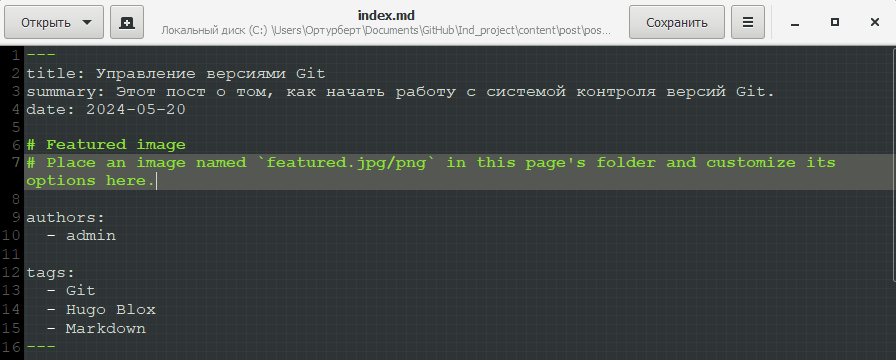 Открыть
index.md
Локальный диск (C:) \Users\Ортурберт\Documents\GitHub\Ind_project\content\post\pos...
Сохранить
1 ---
2 title: Управление версиями Git
3 summary: Этот пост о том, как начать работу с системой контроля версий Git.
4 date: 2024-05-20
5
6 # Featured image
7 # Place an image named `featured.jpg/png` in this page's folder and customize its
options here.
8
9 authors:
10   - admin
11
12 tags:
13   - Git
14   - Hugo Blox
15   - Markdown
16 ---